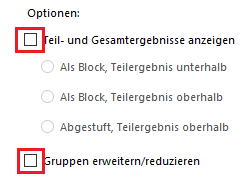 Optionen:
Teil- und Gesamtergebnisse anzeigen
Als Block, Teilergebnis unterhalb
Als Block, Teilergebnis oberhalb
Abgestuft, Teilergebnis oberhalb
Gruppen erweitern/reduzieren